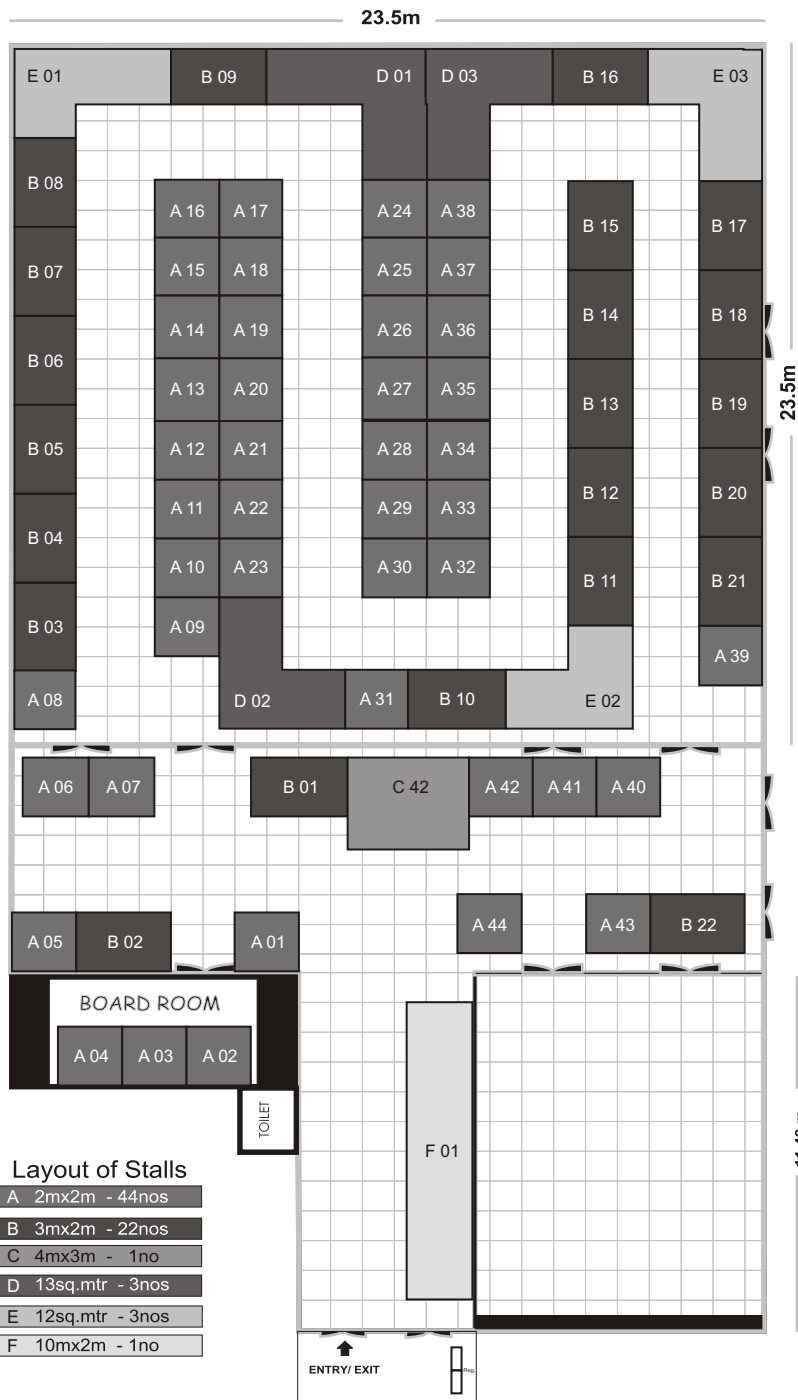 23.5m
E 01
B 09
D 01
D 03
B 16
E 03
B 08
A 16
A 17
A 24
A 38
B 15
B 17
B 07
A 15
A 18
A 25
A 37
B 14
B 18
23.5m
A 14
A 19
A 26
A 36
B 06
A 13
A 20
A 27
A 35
B 13
B 19
B 05
A 12
A 21
A 28
A 34
B 12
B 20
B 04
A 11
A 22
A 29
A 33
A 10
A 23
A 30
A 32
B 11
B 21
B 03
A 09
A 39
A 08
D 02
A 31
B 10
E 02
A 06
A 07
B 01
C 42
A 42
A 41
A 40
A 05
B 02
A 01
A 44
A 43
B 22
BOARD ROOM
A 04
A 03
A 02
TOILET
F 01
Layout of Stalls
A 2mx2m - 44nos
B 3mx2m - 22nos
C 4mx3m - 1no
D 13sq.mtr - 3nos
E 12sq.mtr - 3nos
F 10mx2m - 1no
ENTRY/ EXIT
Reg.